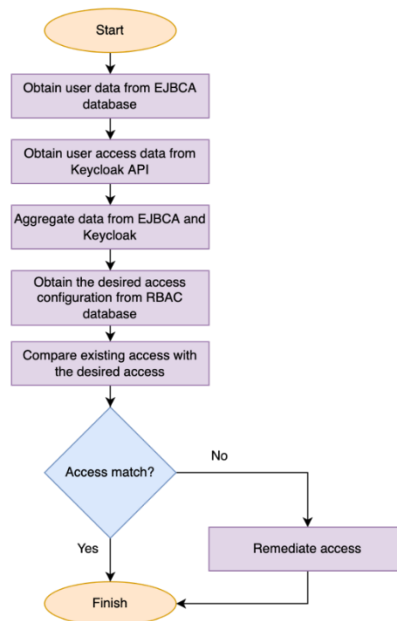 Start
Obtain user data from EJBCA
database
Obtain user access data from
Keycloak API
Aggregate data from EJBCA and
Keycloak
Obtain the desired access
configuration from RBAC
database
Compare existing access with
the desired access
Access match?
No
Yes
Remediate access
Finish